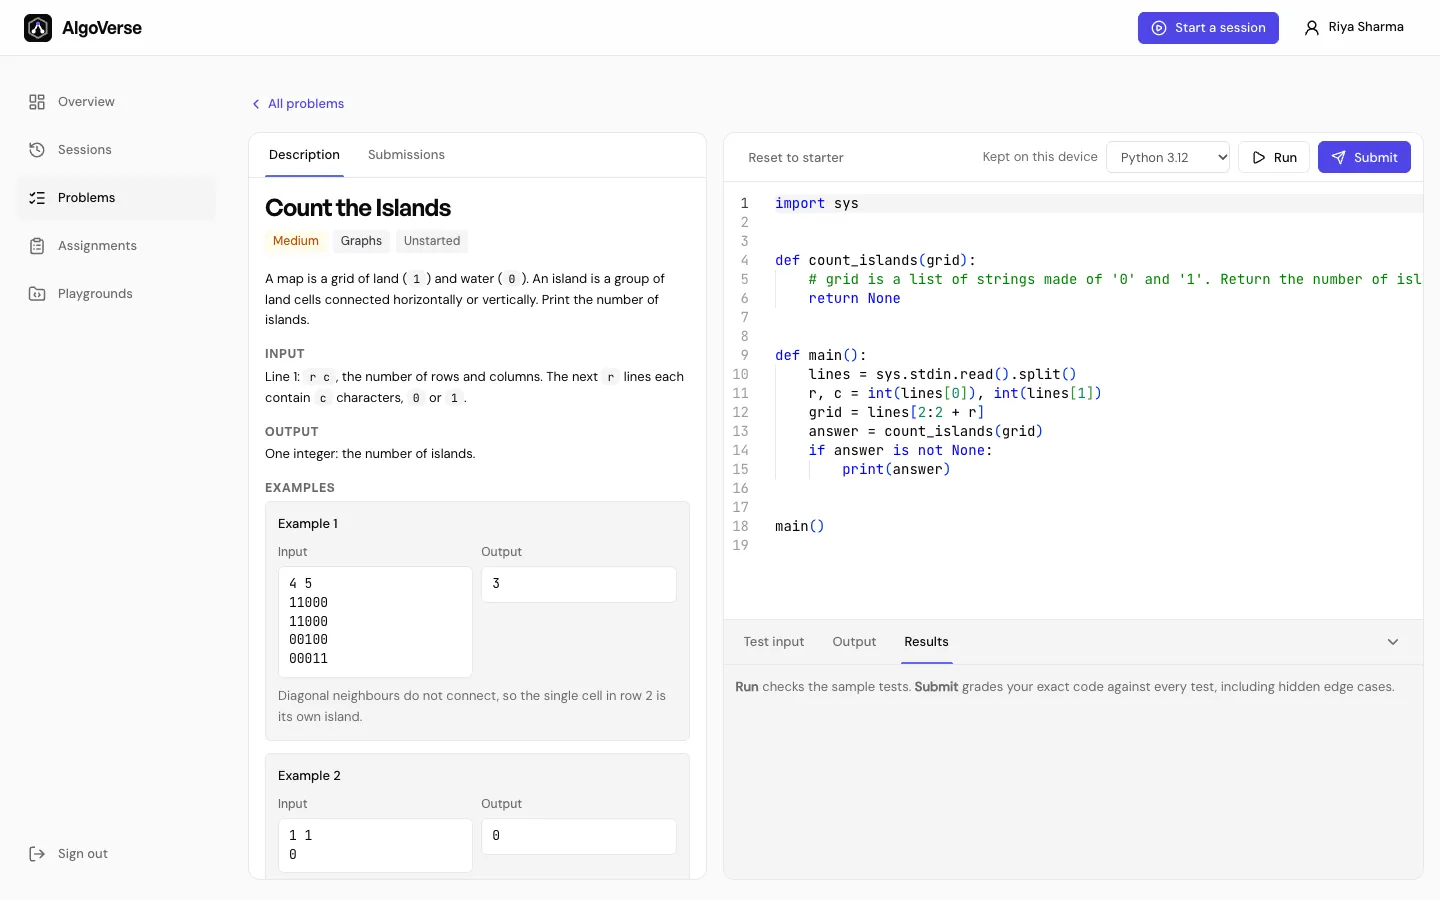 AlgoVerse
Start a session
Riya Sharma
Overview
Sessions
Problems
Assignments
Playgrounds
Sign out
All problems
Description
Submissions
Count the Islands
Medium
Graphs
Unstarted
A map is a grid of land ( 1 ) and water ( 0 ). An island is a group of
land cells connected horizontally or vertically. Print the number of
islands.
INPUT
Line 1: r c , the number of rows and columns. The next r lines each
contain c characters, 0 or 1 .
OUTPUT
One integer: the number of islands.
EXAMPLES
Example 1
Input
Output
4 5
11000
11000
00100
00011
3
Diagonal neighbours do not connect, so the single cell in row 2 is
its own island.
Example 2
Input
Output
1 1
0
0
Reset to starter
Kept on this device
Python 3.12
Run
Submit
1 import sys
2
3
4 def count_islands(grid):
5     # grid is a list of strings made of '0' and '1'. Return the number of isl
6     return None
7
8
9 def main():
10     lines = sys.stdin.read().split()
11     r, c = int(lines[0]), int(lines[1])
12     grid = lines[2:2 + r]
13     answer = count_islands(grid)
14     if answer is not None:
15         print(answer)
16
17
18 main()
19
Test input
Output
Results
Run checks the sample tests. Submit grades your exact code against every test, including hidden edge cases.